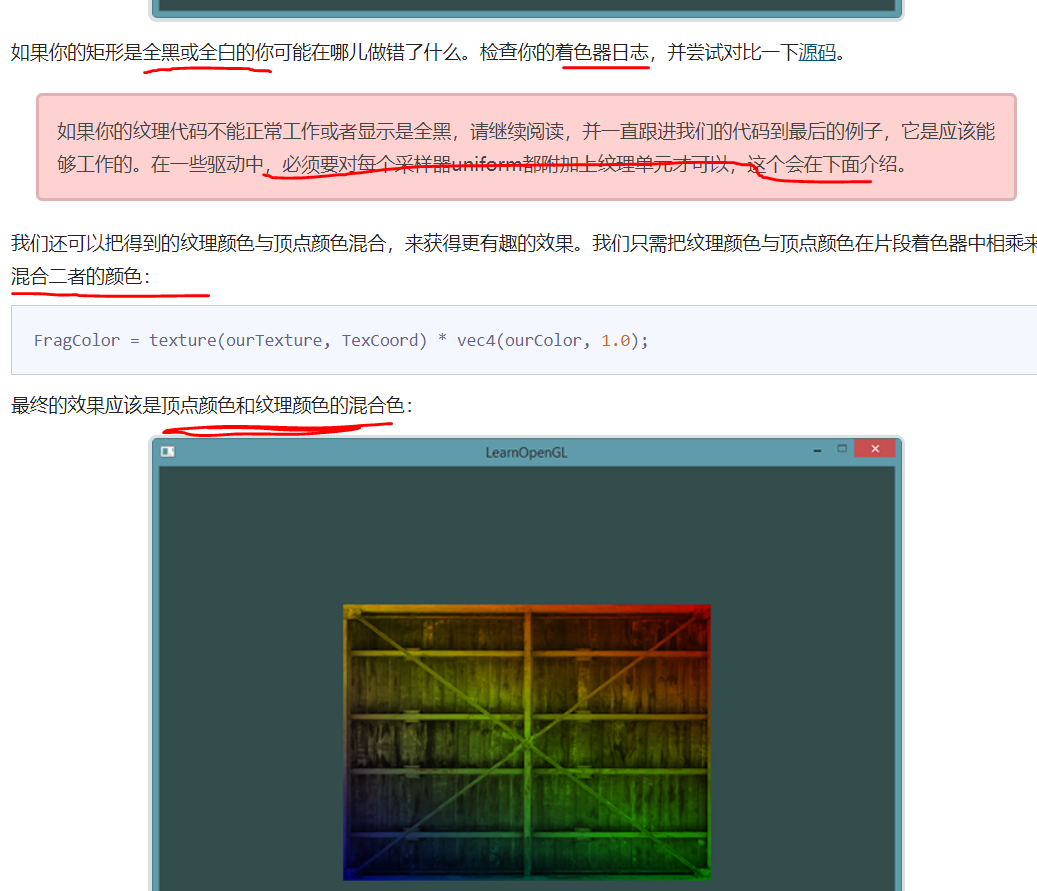 如果你的矩形是全黑或全白的你可能在哪儿做错了什么。检查你的着色器日志，并尝试对比一下源码。
如果你的纹理代码不能正常工作或者显示是全黑，请继续阅读，并一直跟进我们的代码到最后的例子，它是应该能
够工作的。在一些驱动中，必须要对每个采样器uniform都附加上纹理单元才可以，这个会在下面介绍。
我们还可以把得到的纹理颜色与顶点颜色混合，来获得更有趣的效果。我们只需把纹理颜色与顶点颜色在片段着色器中相乘来
混合二者的颜色：
FragColor = texture(ourTexture, TexCoord) * vec4(ourColor, 1.0);
最终的效果应该是顶点颜色和纹理颜色的混合色：
LearnOpenGL